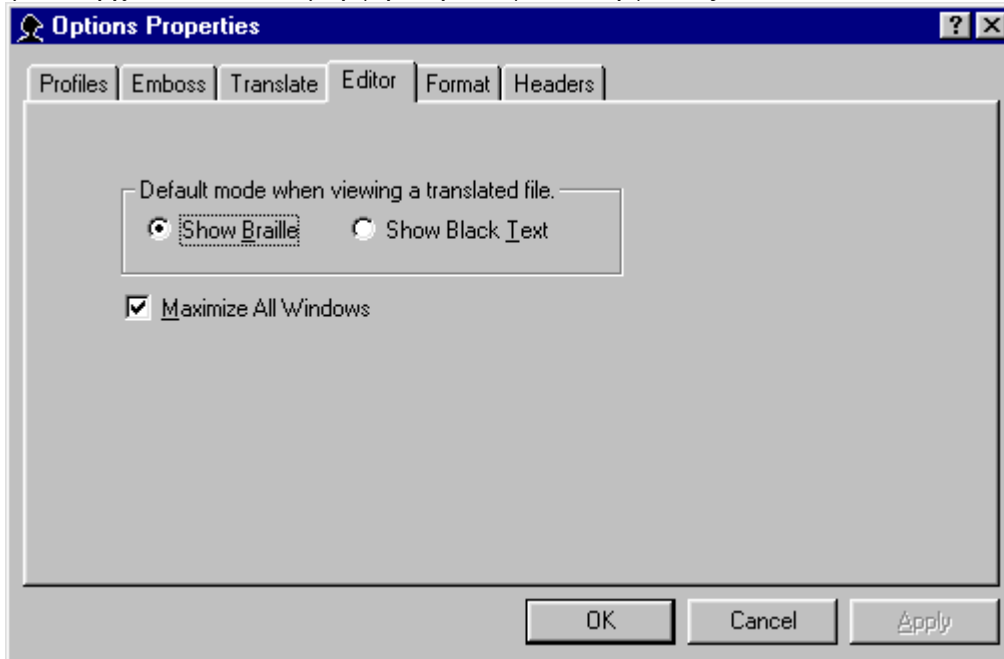 Options Properties
Profiles Emboss Translate Editor Format Headers
Default mode when viewing a translated file.
Show Braille Show Black Text
Maximize All Windows
OK Cancel Apply